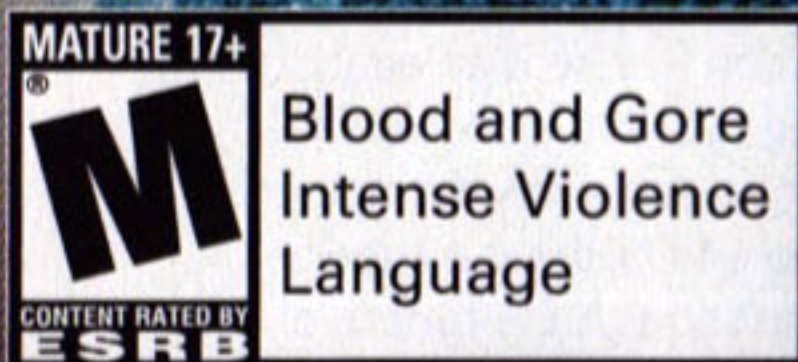 MATURE 17+
®
M
CONTENT RATED BY
ESRB
Blood and Gore
Intense Violence
Language